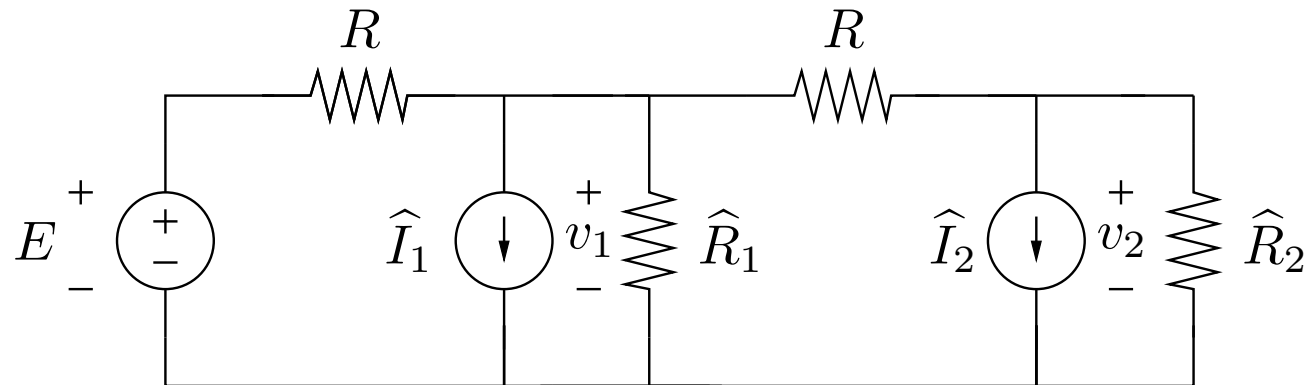 R R
+ + + +
E + − Î₁ v₁ R̂₁ Î₂ v₂ R̂₂
− − −